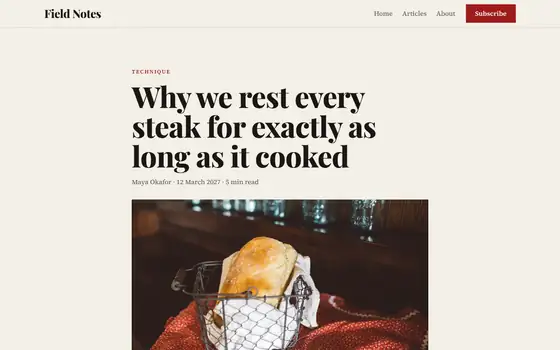 Field Notes
Home Articles About Subscribe
TECHNIQUE
Why we rest every
steak for exactly as
long as it cooked
Maya Okafor · 12 March 2027 · 5 min read